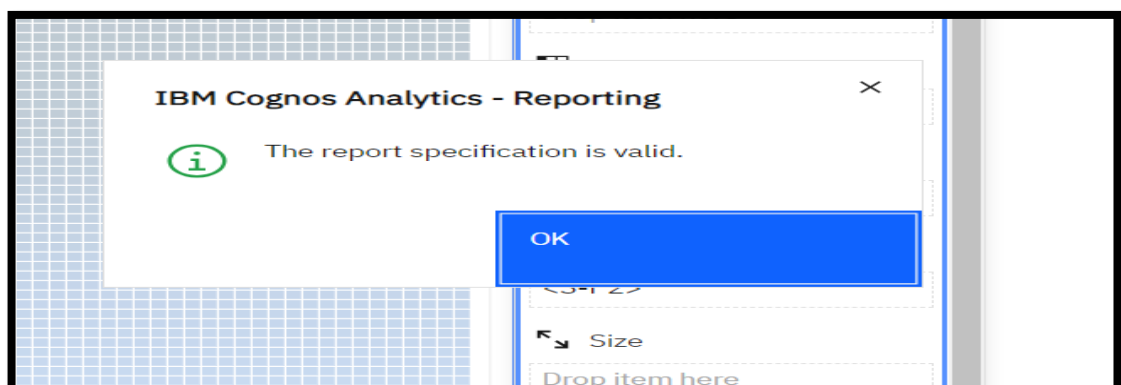 IBM Cognos Analytics - Reporting
The report specification is valid.
OK
Size
Drop item here